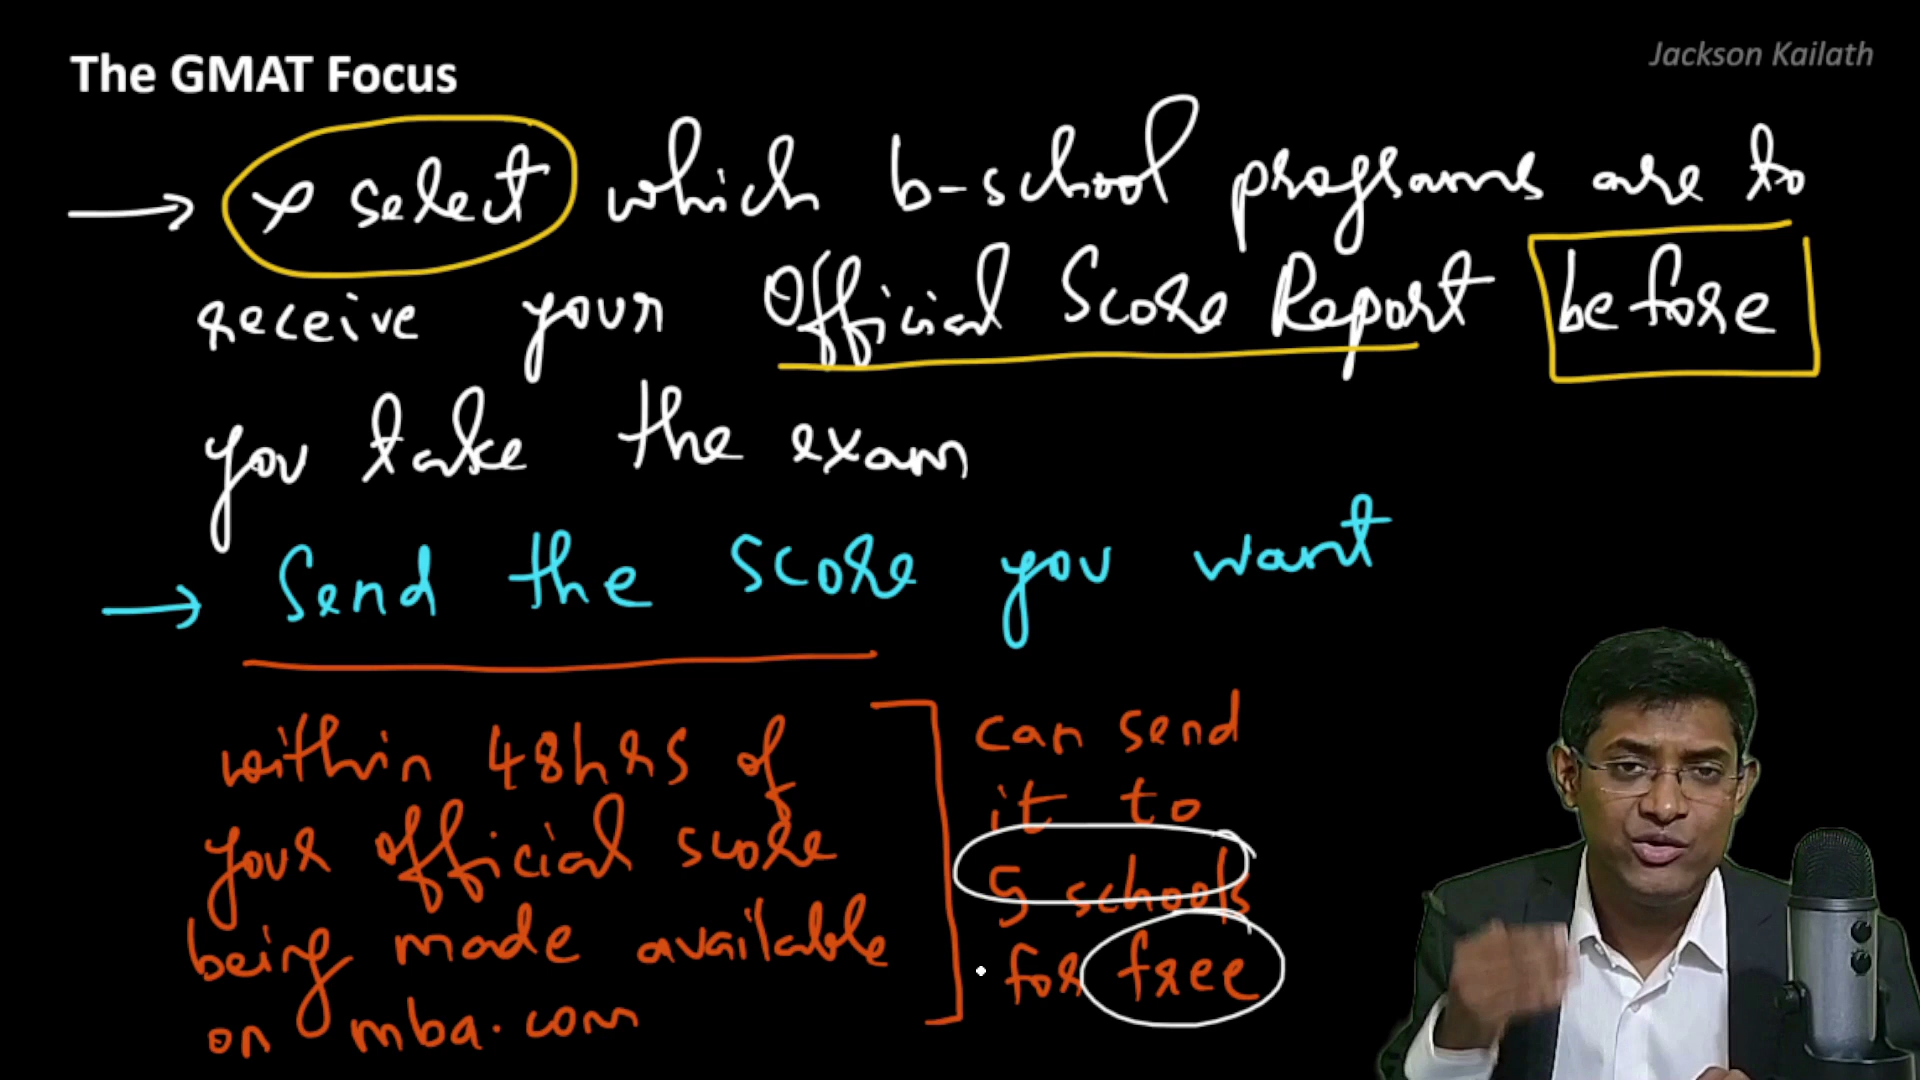 The GMAT Focus
Jackson Kailath
→ x select which b-school programs are to
receive your Official Score Report before
you take the exam
→ Send the score you want
within 48hrs of
your official score
being made available
on mba.com
can send
it to
5 schools
for free